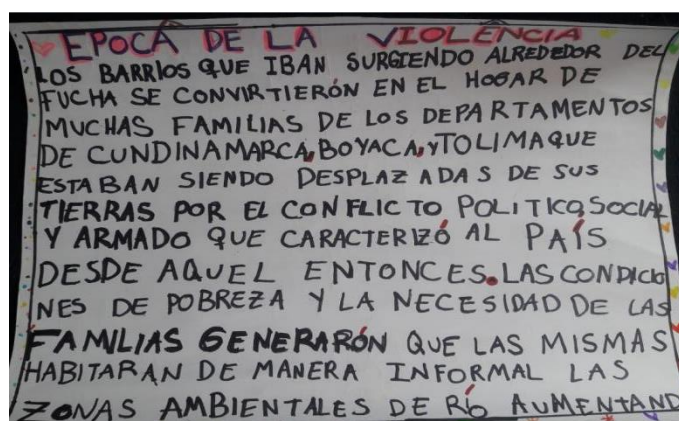 EPOCA DE LA VIOLENCIA
LOS BARRIOS QUE IBAN SURGIENDO ALREDEDOR DEL
FUCHA SE CONVIRTIERÓN EN EL HOGAR DE
MUCHAS FAMILIAS DE LOS DEPARTAMENTOS
DE CUNDINAMARCA, BOYACA, Y TOLIMA QUE
ESTABAN SIENDO DESPLAZADAS DE SUS
TIERRAS POR EL CONFLICTO POLITICO, SOCIAL
Y ARMADO QUE CARACTERIZÓ AL PAÍS
DESDE AQUEL ENTONCES. LAS CONDICIO
NES DE POBREZA Y LA NECESIDAD DE LAS
FAMILIAS GENERARÓN QUE LAS MISMAS
HABITARAN DE MANERA INFORMAL LAS
ZONAS AMBIENTALES DE RÍO AUMENTAND